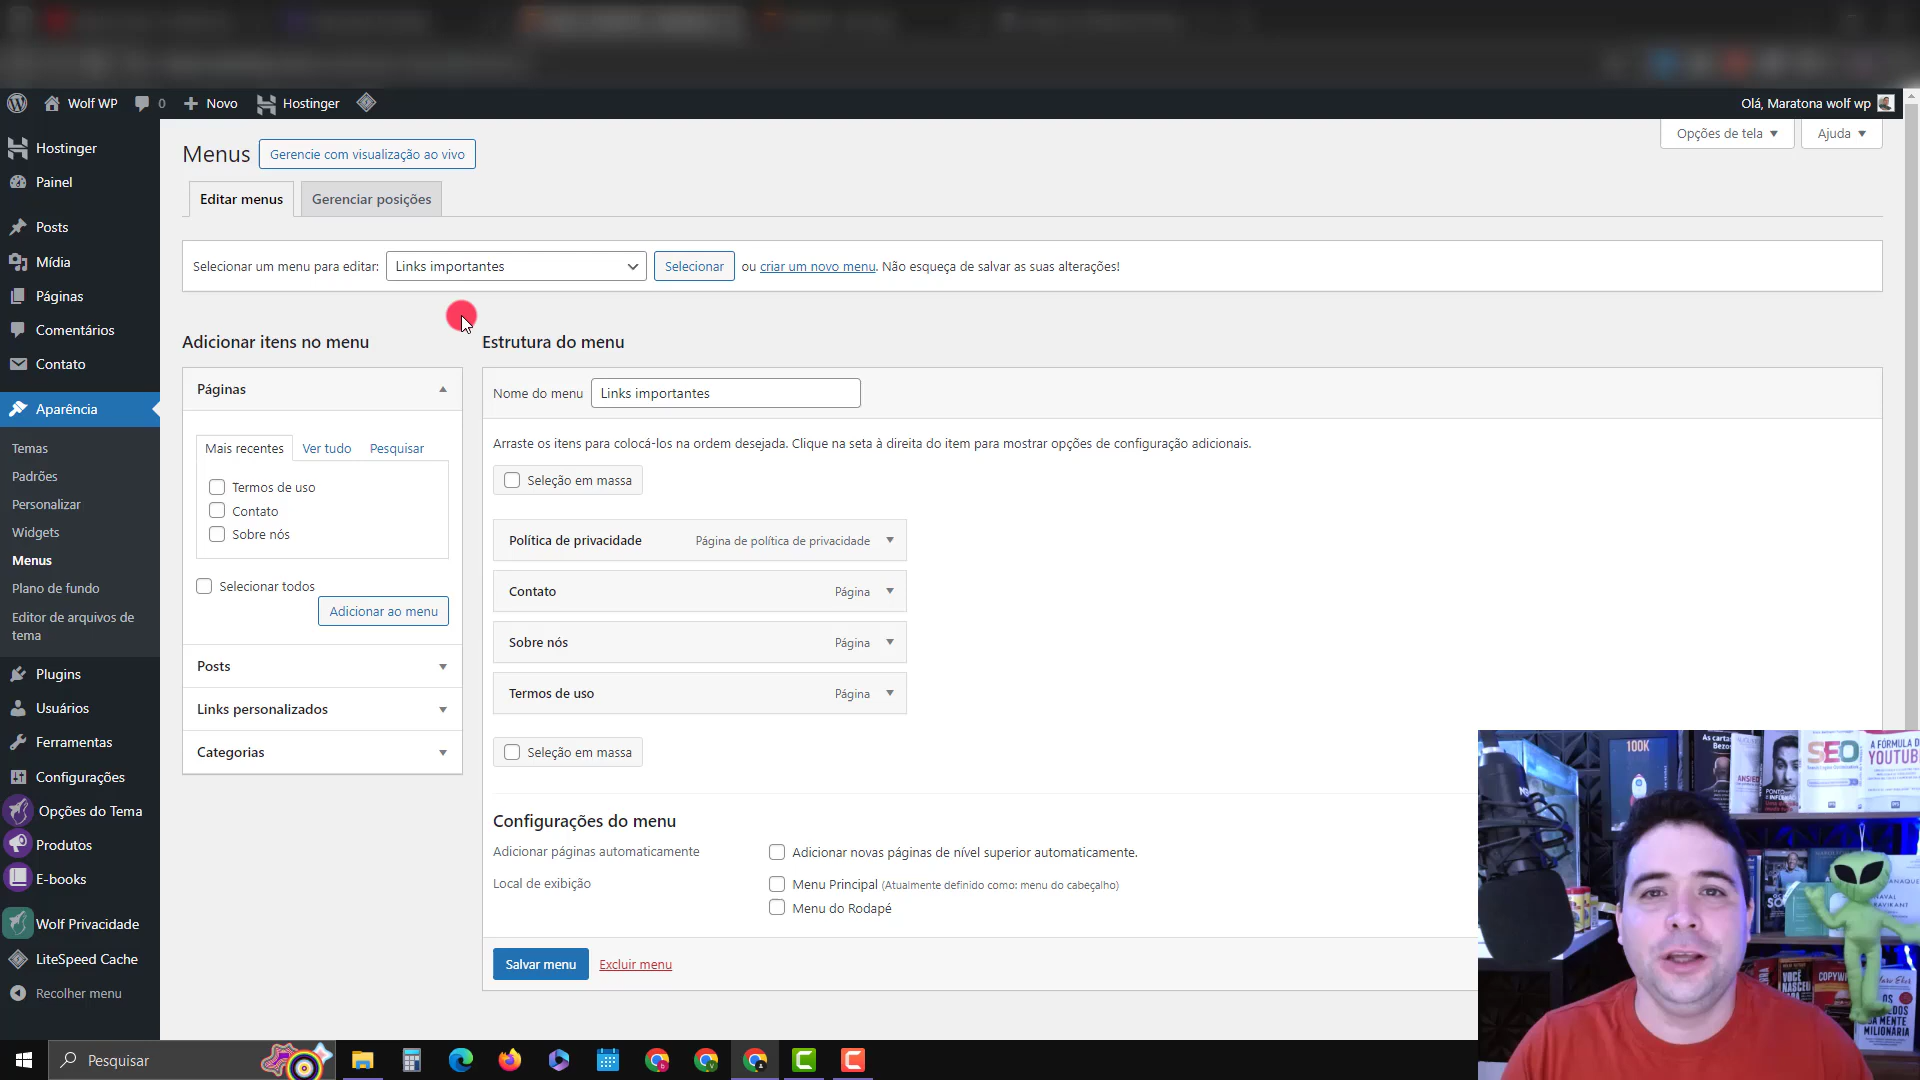 Wolf WP
0
Novo
Hostinger
Olá, Maratona wolf wp
Hostinger
Painel
Posts
Mídia
Páginas
Comentários
Contato
Aparência
Temas
Padrões
Personalizar
Widgets
Menus
Plano de fundo
Editor de arquivos de
tema
Plugins
Usuários
Ferramentas
Configurações
Opções do Tema
Produtos
E-books
Wolf Privacidade
LiteSpeed Cache
Recolher menu
Opções de tela
Ajuda
Menus
Gerencie com visualização ao vivo
Editar menus
Gerenciar posições
Selecionar um menu para editar:
Links importantes
Selecionar
ou criar um novo menu. Não esqueça de salvar as suas alterações!
Adicionar itens no menu
Páginas
Mais recentes
Ver tudo
Pesquisar
Termos de uso
Contato
Sobre nós
Selecionar todos
Adicionar ao menu
Posts
Links personalizados
Categorias
Estrutura do menu
Nome do menu
Links importantes
Arraste os itens para colocá-los na ordem desejada. Clique na seta à direita do item para mostrar opções de configuração adicionais.
Seleção em massa
Política de privacidade
Página de política de privacidade
Contato
Página
Sobre nós
Página
Termos de uso
Página
Seleção em massa
Configurações do menu
Adicionar páginas automaticamente
Adicionar novas páginas de nível superior automaticamente.
Local de exibição
Menu Principal (Atualmente definido como: menu do cabeçalho)
Menu do Rodapé
Salvar menu
Excluir menu
100K
SEO
A FÓRMULA D
YOUTUB
Pesquisar